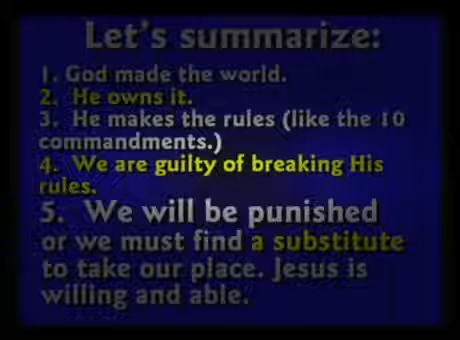 Let's summarize:
1. God made the world.
2. He owns it.
3. He makes the rules (like the 10
commandments.)
4. We are guilty of breaking His
rules.
5. We will be punished
or we must find a substitute
to take our place. Jesus is
willing and able.